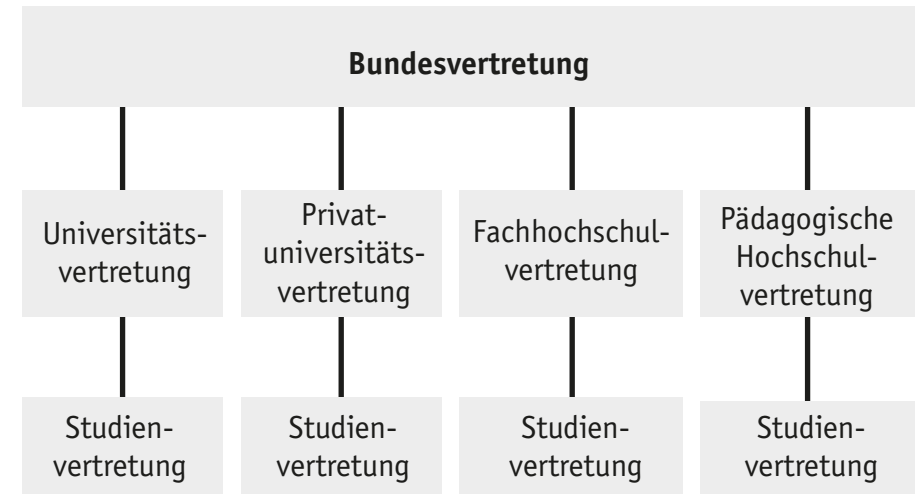 Bundesvertretung
Universitäts-
vertretung
Privat-
universitäts-
vertretung
Fachhochschul-
vertretung
Pädagogische
Hochschul-
vertretung
Studien-
vertretung
Studien-
vertretung
Studien-
vertretung
Studien-
vertretung